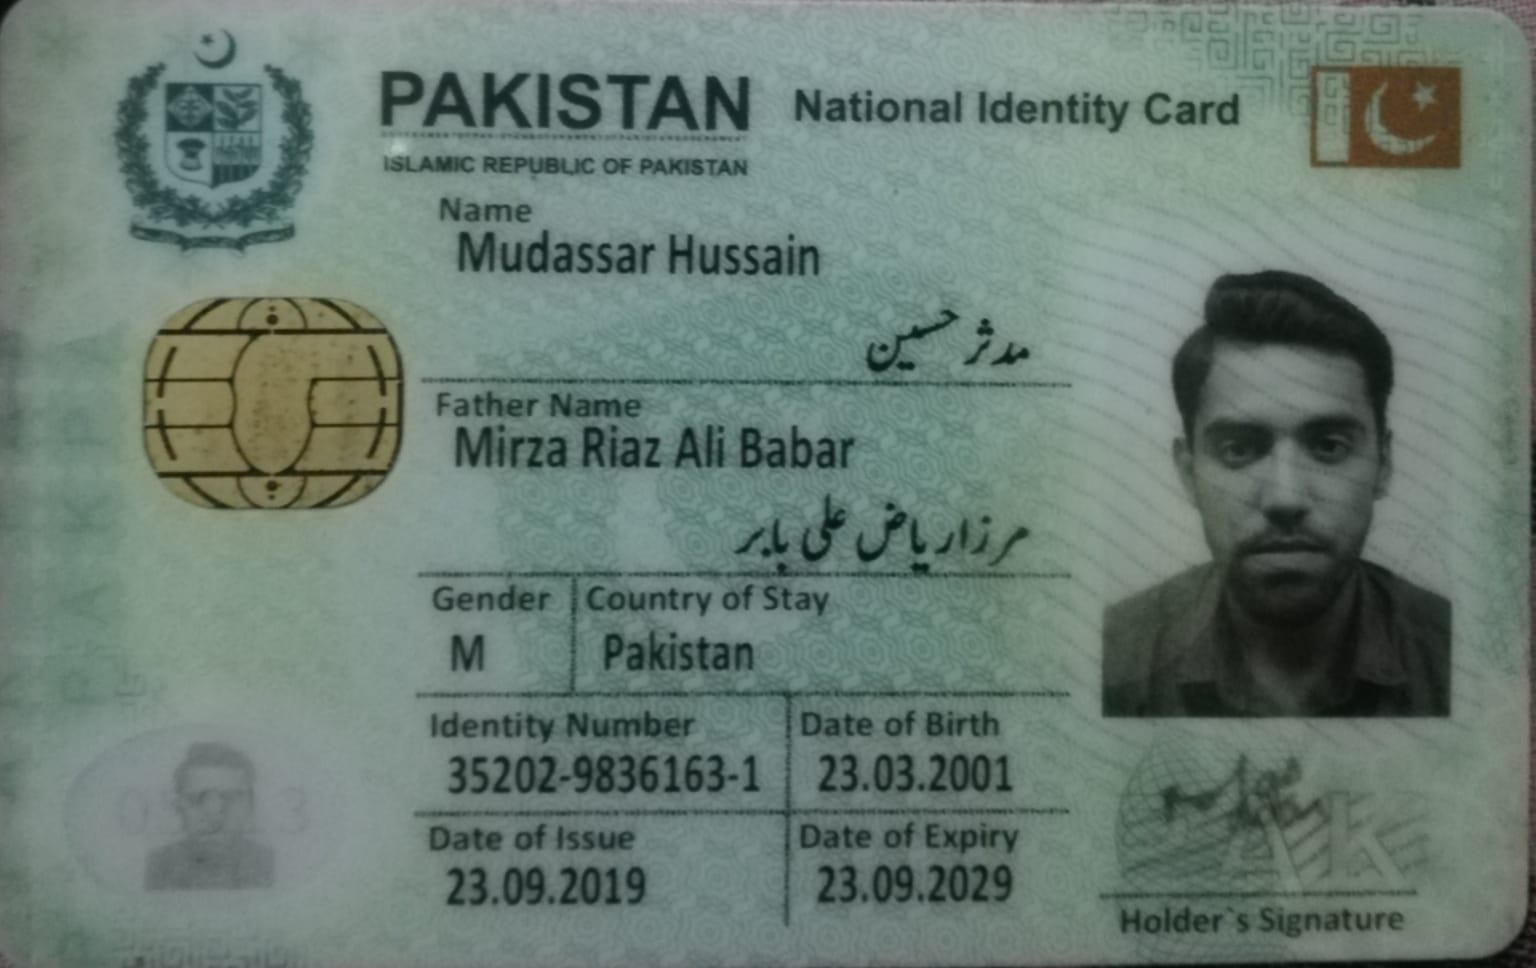 PAKISTAN National Identity Card
ISLAMIC REPUBLIC OF PAKISTAN
Name
Mudassar Hussain
مدثر حسین
Father Name
Mirza Riaz Ali Babar
مرزا ریاض علی بابر
Gender Country of Stay
M Pakistan
Identity Number Date of Birth
35202-9836163-1 23.03.2001
Date of Issue Date of Expiry
23.09.2019 23.09.2029
Holder`s Signature